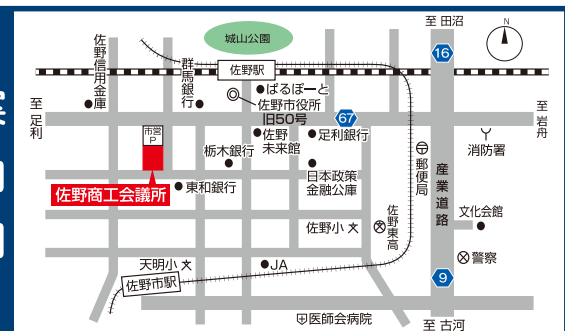 至 田沼
N
城山公園
16
佐野信用金庫
群馬銀行
佐野駅
ぱるぽーと
佐野市役所
至 足利
旧50号
67
至 岩舟
市営
P
佐野
未来館
足利銀行
消防署
栃木銀行
日本政策
金融公庫
郵便局
産業道路
佐野商工会議所
東和銀行
佐野小
佐野東高
文化会館
天明小
JA
警察
佐野市駅
9
医師会病院
至 古河